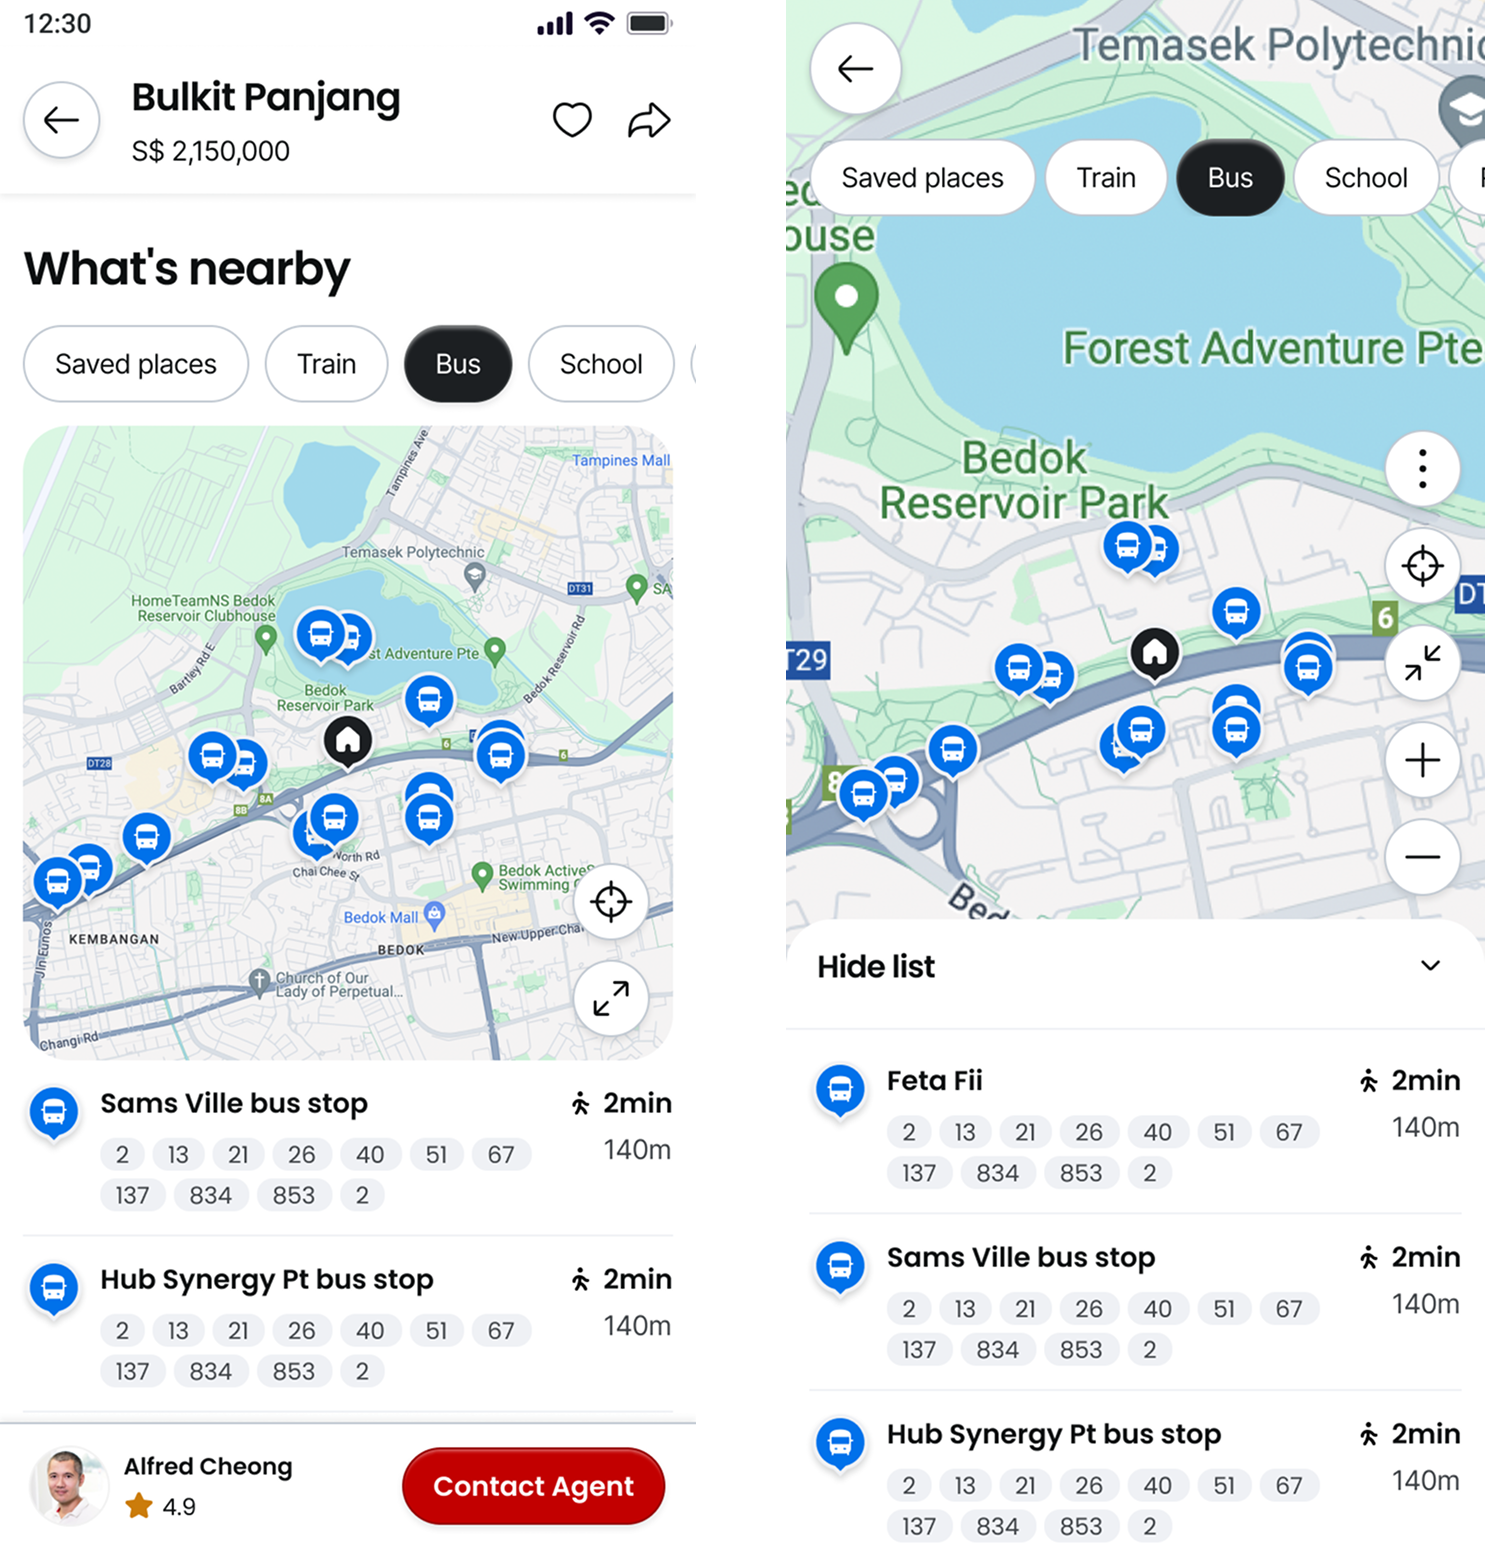 12:30
Bulkit Panjang
S$ 2,150,000
What's nearby
Saved places
Train
Bus
School
Tampines Ave
Tampines Mall
Temasek Polytechnic
DT31
SA
HomeTeamNS Bedok
Reservoir Clubhouse
st Adventure Pte
Bartley Rd E
Bedok Reservoir Rd
Bedok
Reservoir Park
6
6
DT28
8A
8B
North Rd
Chai Chee St
Bedok Active
Swimming
Bedok Mall
KEMBANGAN
BEDOK
New Upper Cha
Jln Eunos
Church of Our
Lady of Perpetual...
Changi Rd
Sams Ville bus stop
2min
2 13 21 26 40 51 67
140m
137 834 853 2
Hub Synergy Pt bus stop
2min
2 13 21 26 40 51 67
140m
137 834 853 2
Alfred Cheong
4.9
Contact Agent
Temasek Polytechnic
Saved places
Train
Bus
School
ouse
Forest Adventure Pte
Bedok
Reservoir Park
DT
6
T29
8
Bed
Hide list
Feta Fii
2min
2 13 21 26 40 51 67
140m
137 834 853 2
Sams Ville bus stop
2min
2 13 21 26 40 51 67
140m
137 834 853 2
Hub Synergy Pt bus stop
2min
2 13 21 26 40 51 67
140m
137 834 853 2